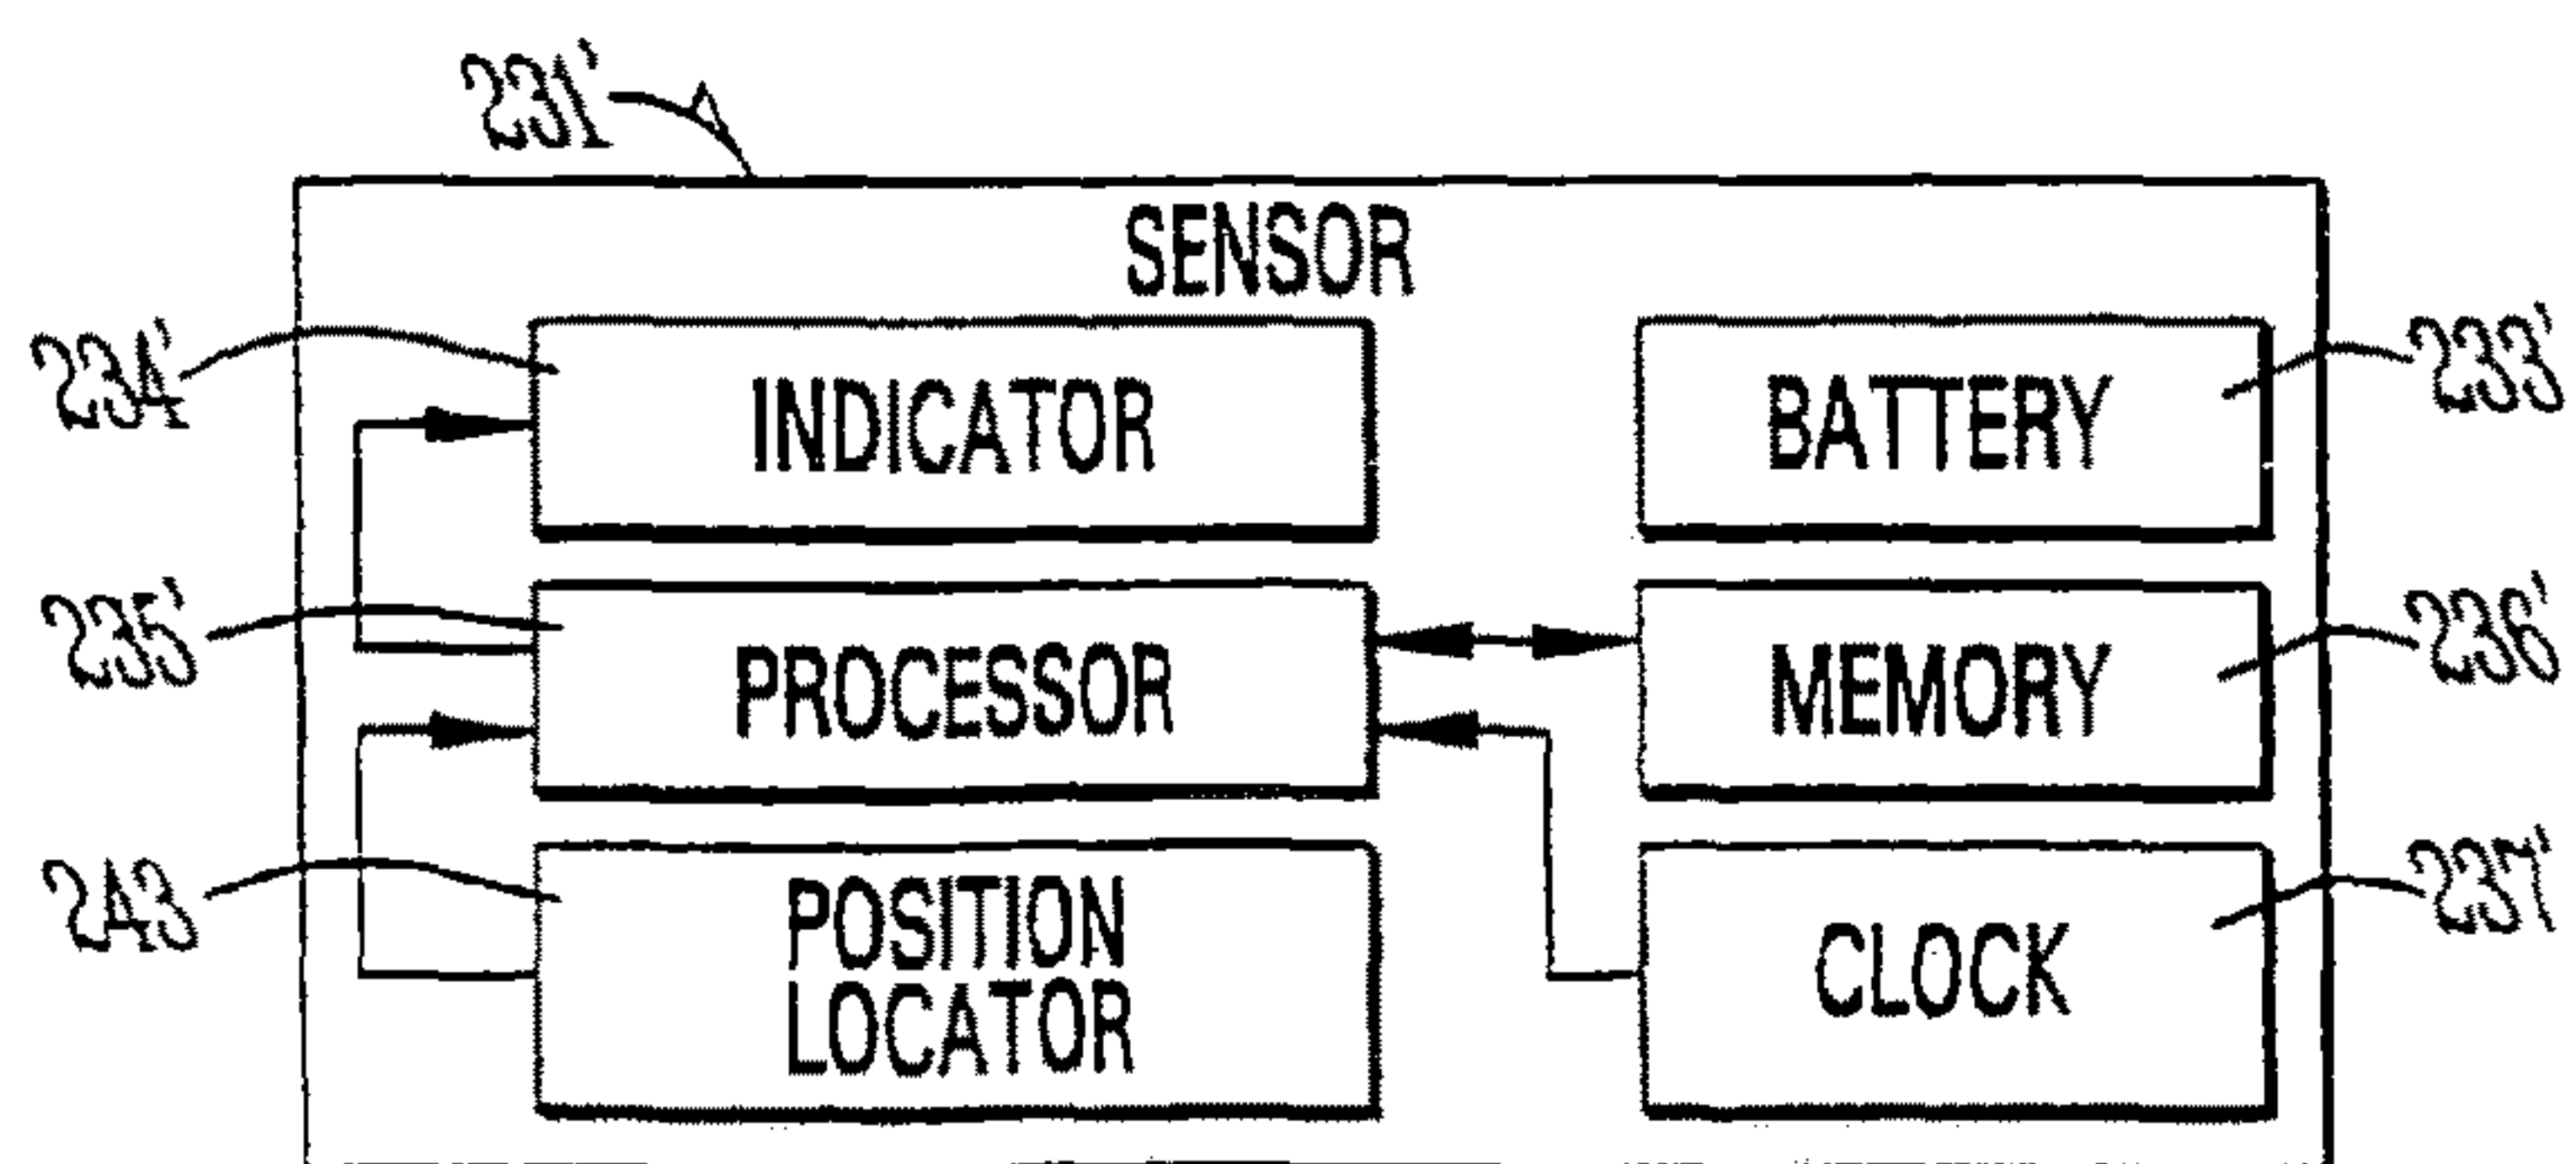 231'
SENSOR
234'
INDICATOR
BATTERY
233'
235'
PROCESSOR
MEMORY
236'
243
POSITION
LOCATOR
CLOCK
237'